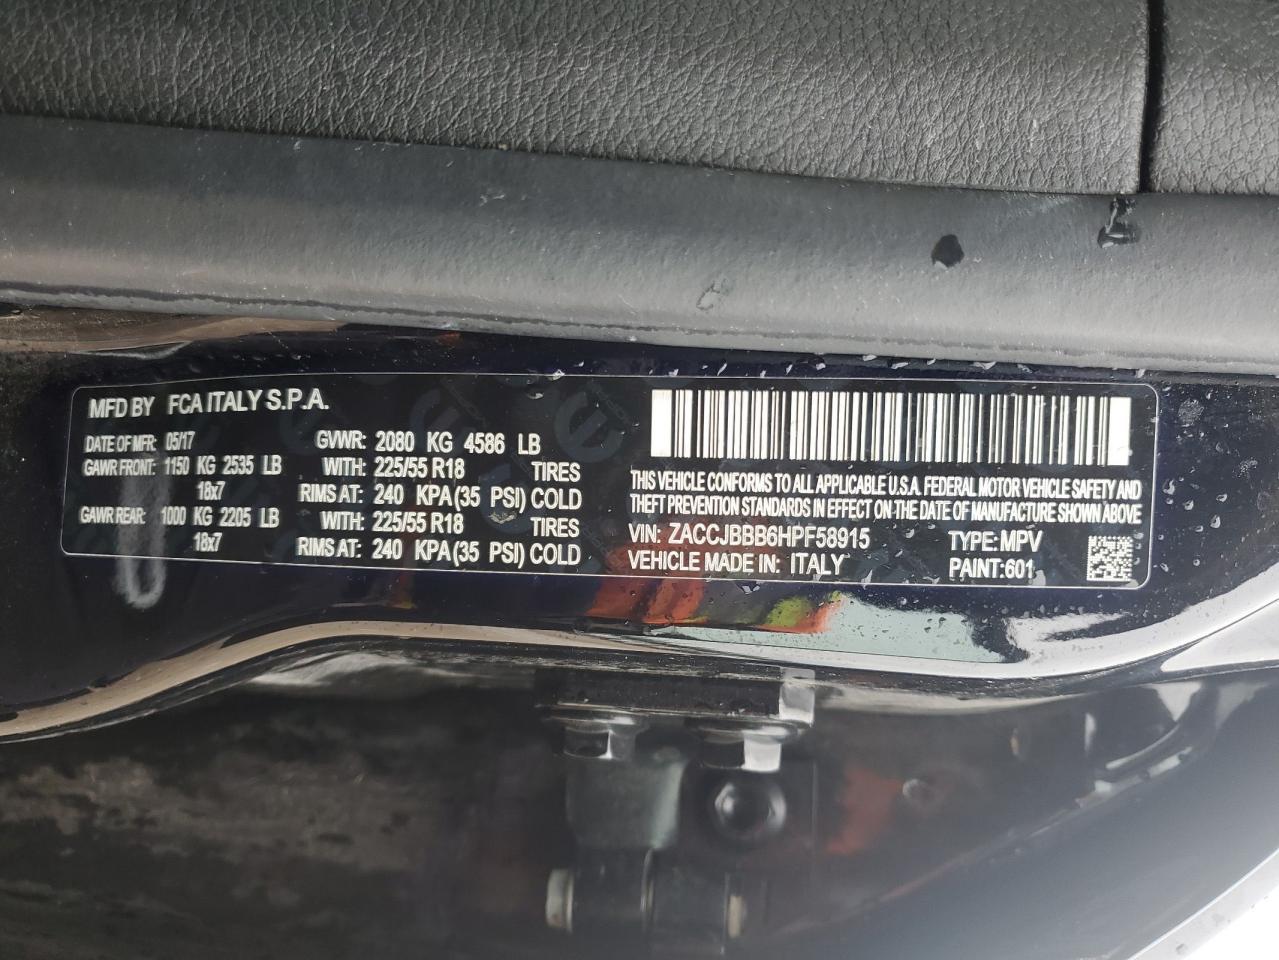 MFD BY FCA ITALY S.P.A.
DATE OF MFR: 05/17 GVWR: 2080 KG 4586 LB
GAWR FRONT: 1150 KG 2535 LB WITH: 225/55 R18 TIRES
18x7 RIMS AT: 240 KPA(35 PSI) COLD
GAWR REAR: 1000 KG 2205 LB WITH: 225/55 R18 TIRES
18x7 RIMS AT: 240 KPA(35 PSI) COLD
THIS VEHICLE CONFORMS TO ALL APPLICABLE U.S.A. FEDERAL MOTOR VEHICLE SAFETY AND
THEFT PREVENTION STANDARDS IN EFFECT ON THE DATE OF MANUFACTURE SHOWN ABOVE
VIN: ZACCJBBB6HPF58915 TYPE:MPV
VEHICLE MADE IN: ITALY PAINT:601